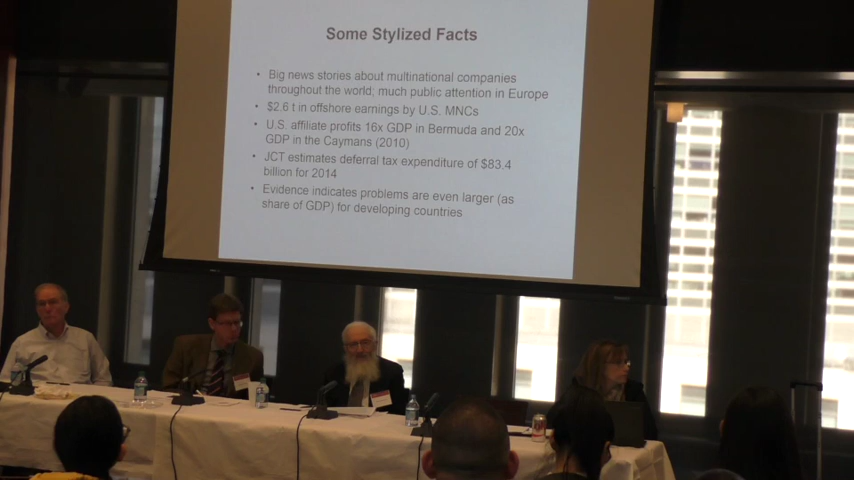 Some Stylized Facts
• Big news stories about multinational companies
throughout the world; much public attention in Europe
• $2.6 t in offshore earnings by U.S. MNCs
• U.S. affiliate profits 16x GDP in Bermuda and 20x
GDP in the Caymans (2010)
• JCT estimates deferral tax expenditure of $83.4
billion for 2014
• Evidence indicates problems are even larger (as
share of GDP) for developing countries